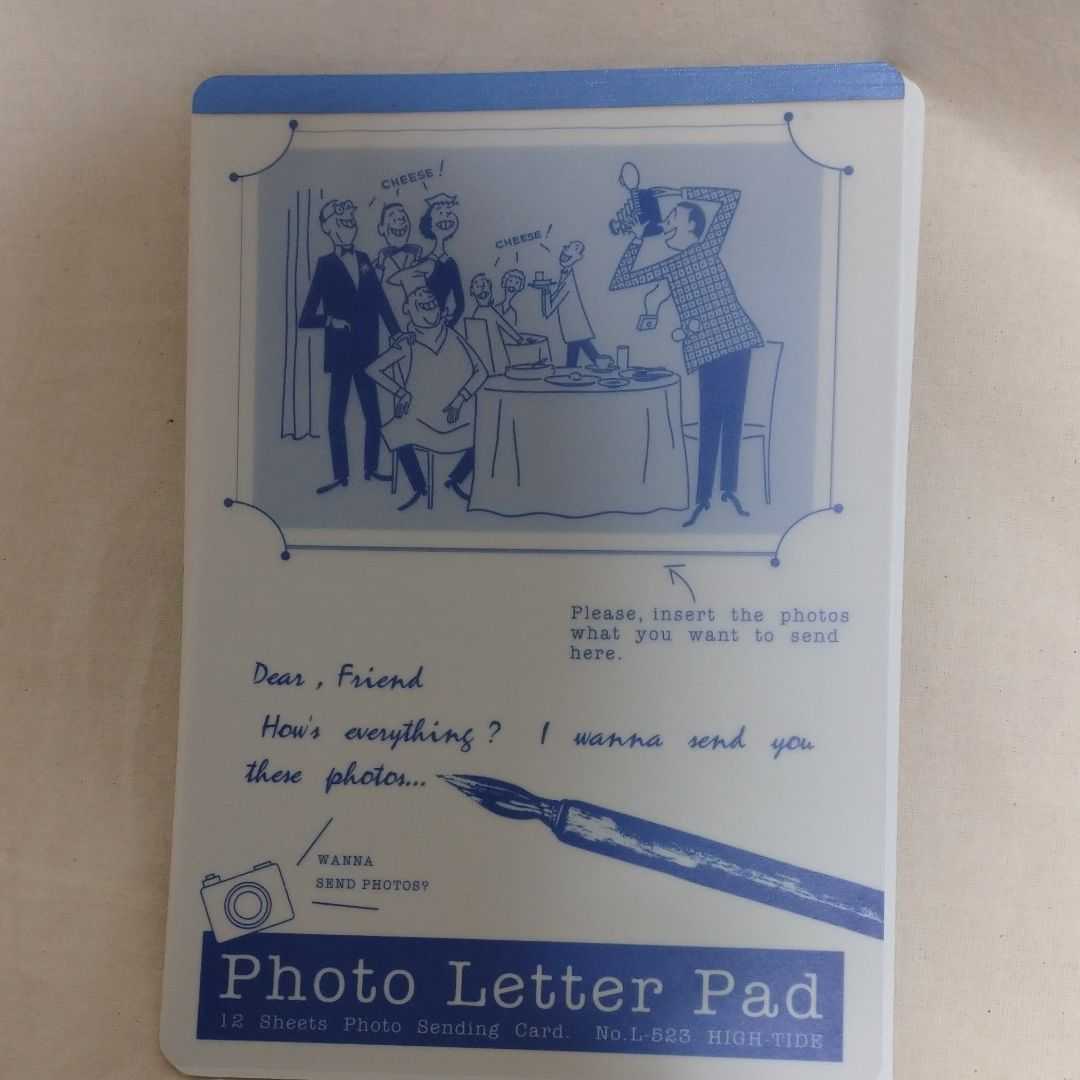 CHEESE!
CHEESE!
Please, insert the photos
what you want to send
here.
Dear , Friend
How's everything? I wanna send you
these photos...
WANNA
SEND PHOTOS?
Photo Letter Pad
12 Sheets Photo Sending Card. No.L-523 HIGH-TIDE